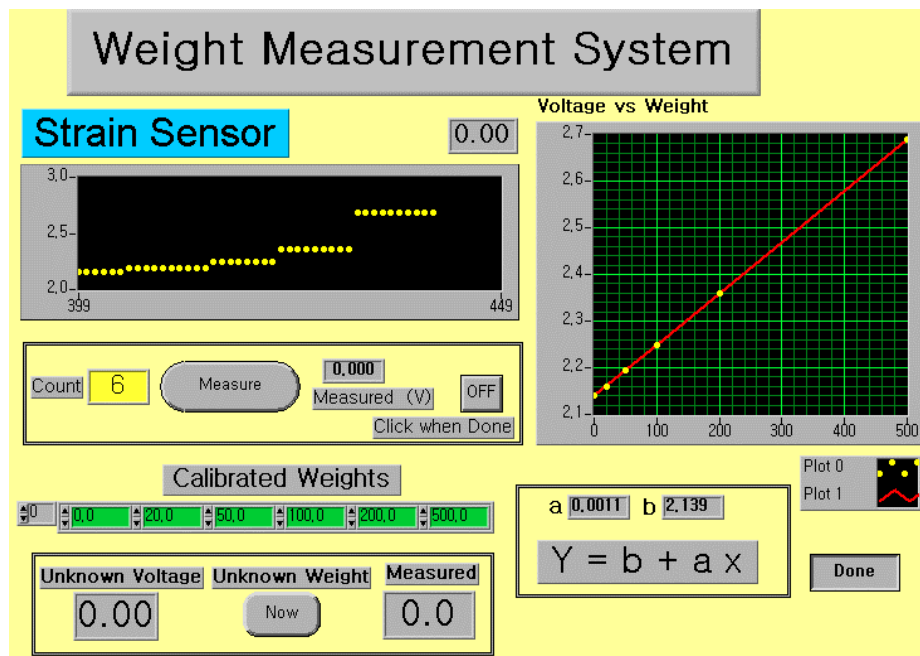 Weight Measurement System
Strain Sensor
0.00
3,0
2,5
2,0
399 449
Voltage vs Weight
2,7
2,6
2,5
2,4
2,3
2,2
2,1
0 100 200 300 400 500
Count 6 Measure 0,000 OFF
Measured (V)
Click when Done
Plot 0
Plot 1
Calibrated Weights
0 0,0 20,0 50,0 100,0 200,0 500,0
a 0,0011 b 2,139
Y = b + a x
Done
Unknown Voltage Unknown Weight Measured
0.00 Now 0.0